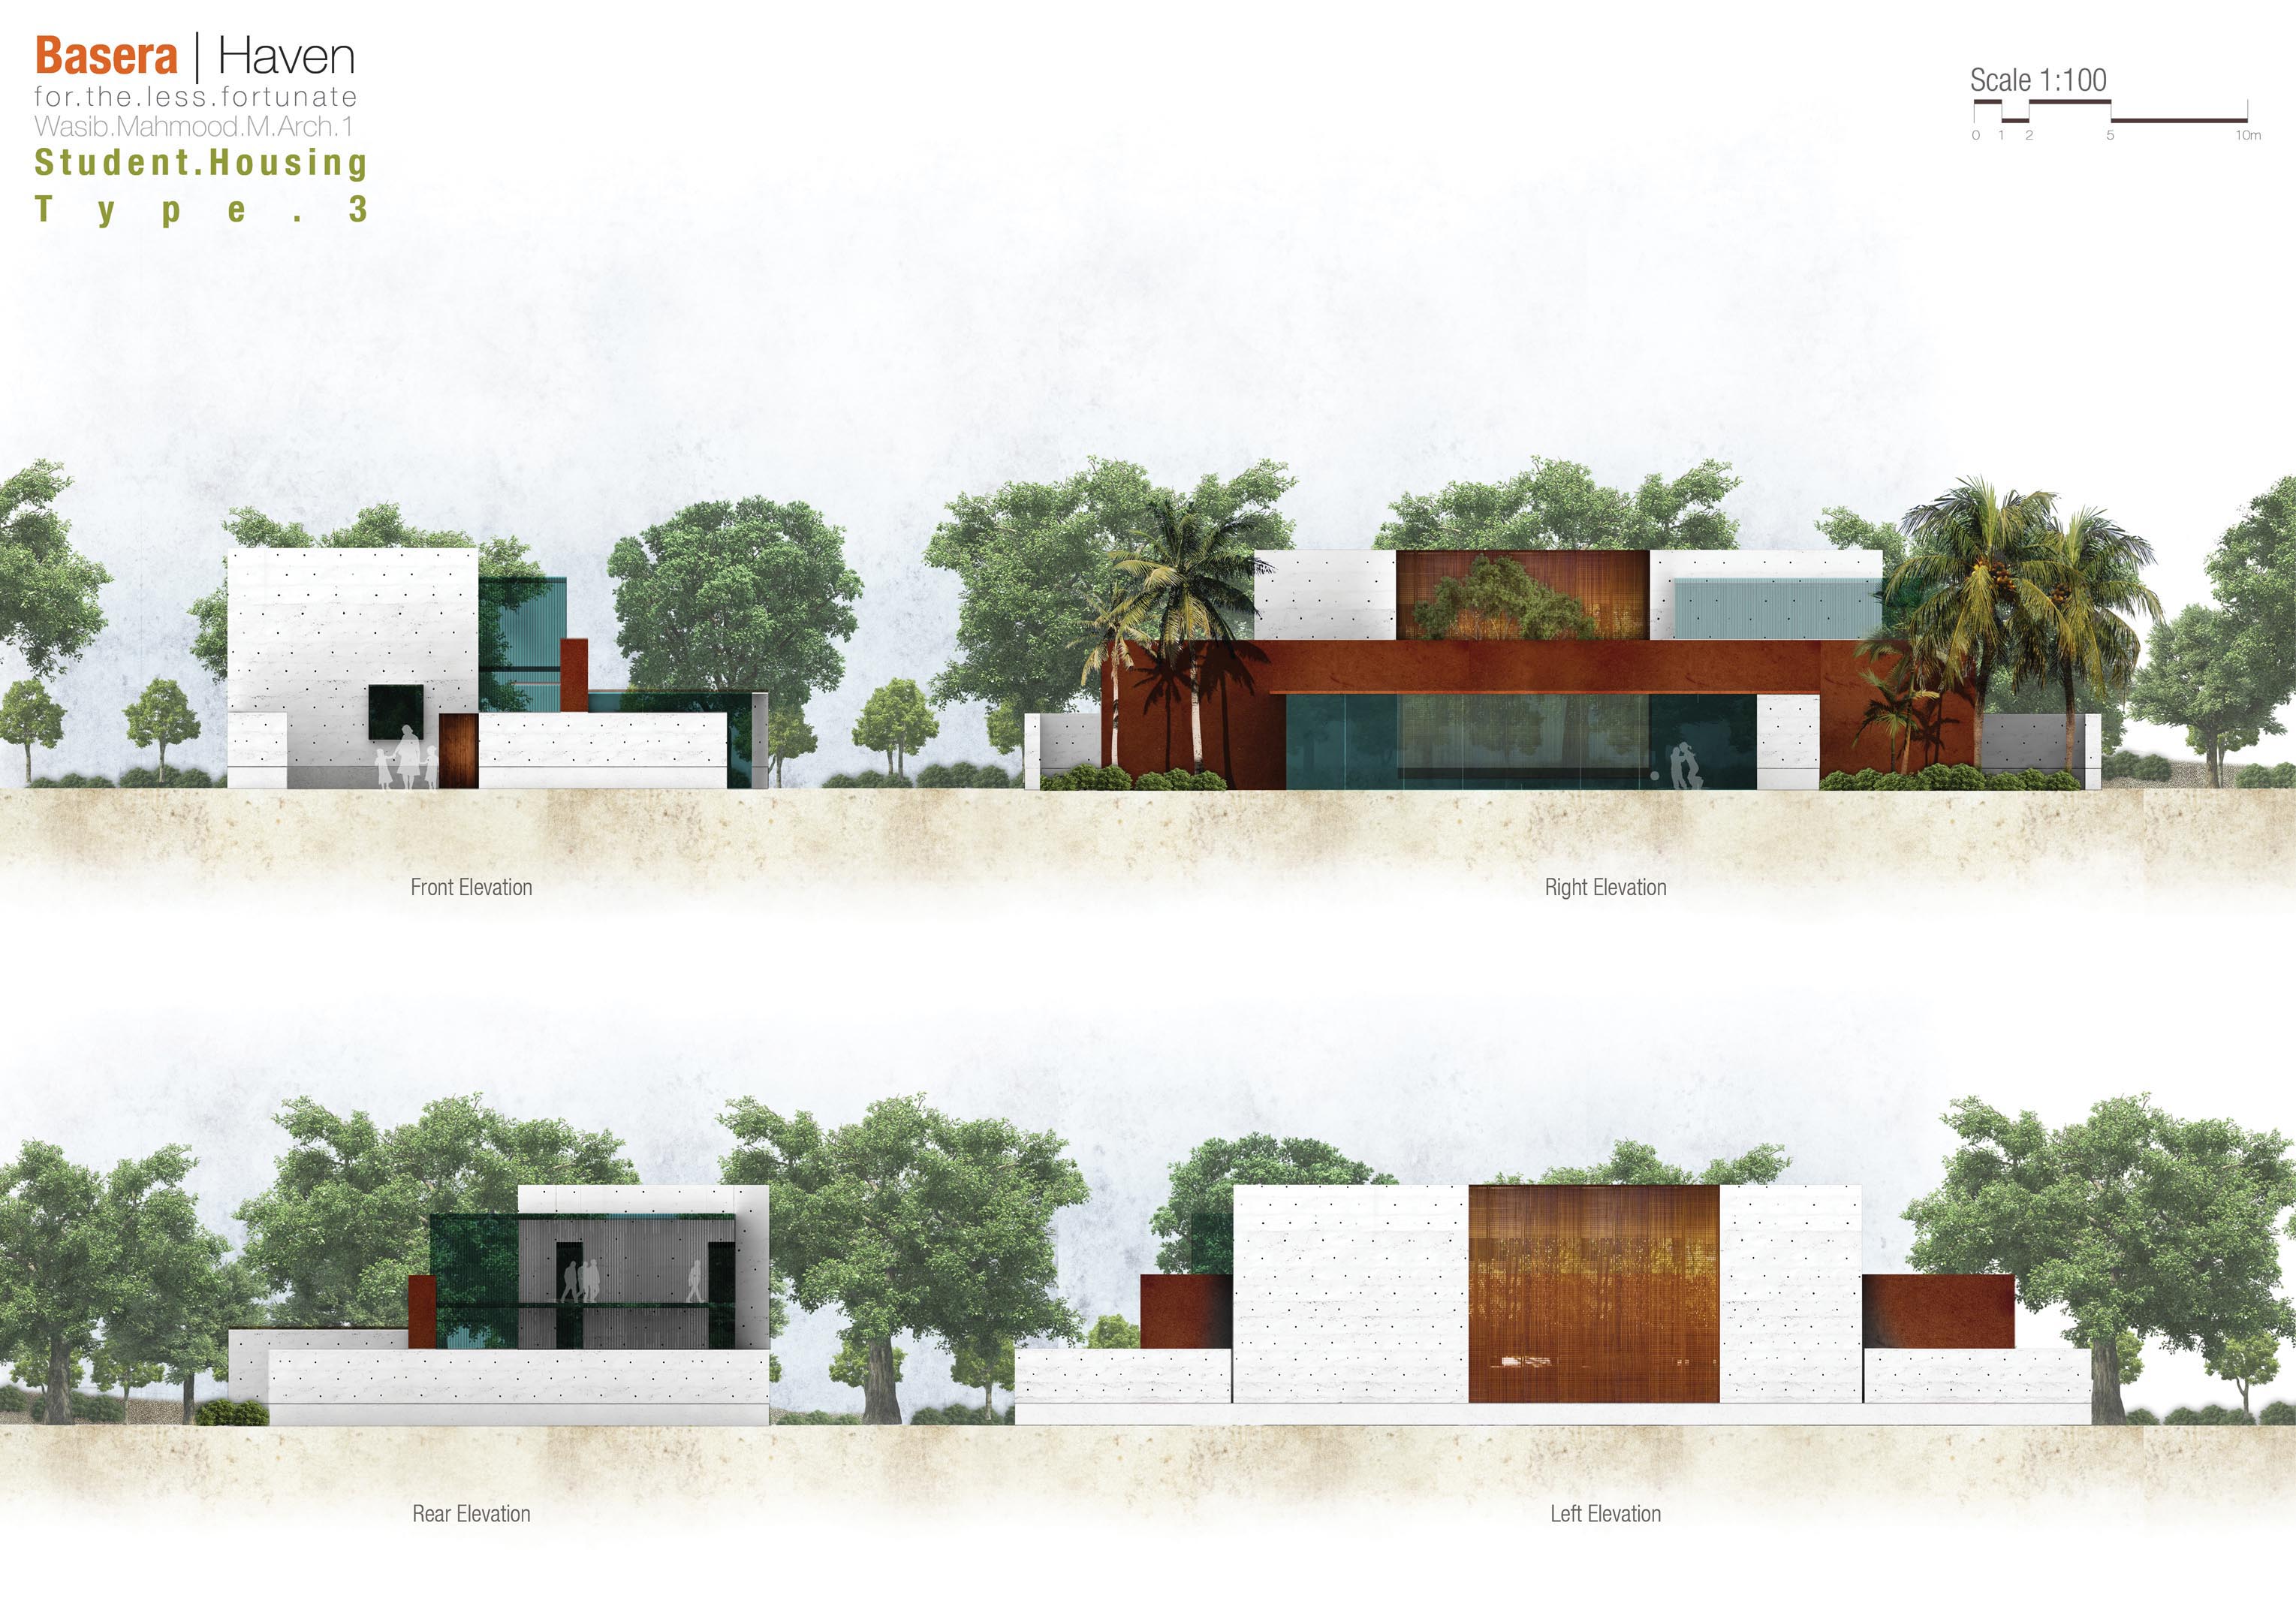 Basera | Haven
for.the.less.fortunate
Wasib.Mahmood.M.Arch.1
Student.Housing
Type.3
Scale 1:100
0 1 2 5 10m
Front Elevation
Right Elevation
Rear Elevation
Left Elevation